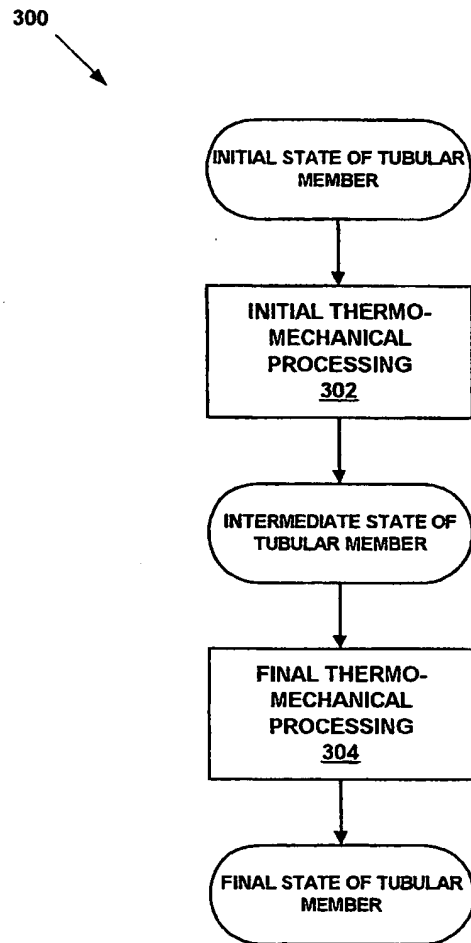 300
INITIAL STATE OF TUBULAR
MEMBER
INITIAL THERMO-
MECHANICAL
PROCESSING
302
INTERMEDIATE STATE OF
TUBULAR MEMBER
FINAL THERMO-
MECHANICAL
PROCESSING
304
FINAL STATE OF TUBULAR
MEMBER